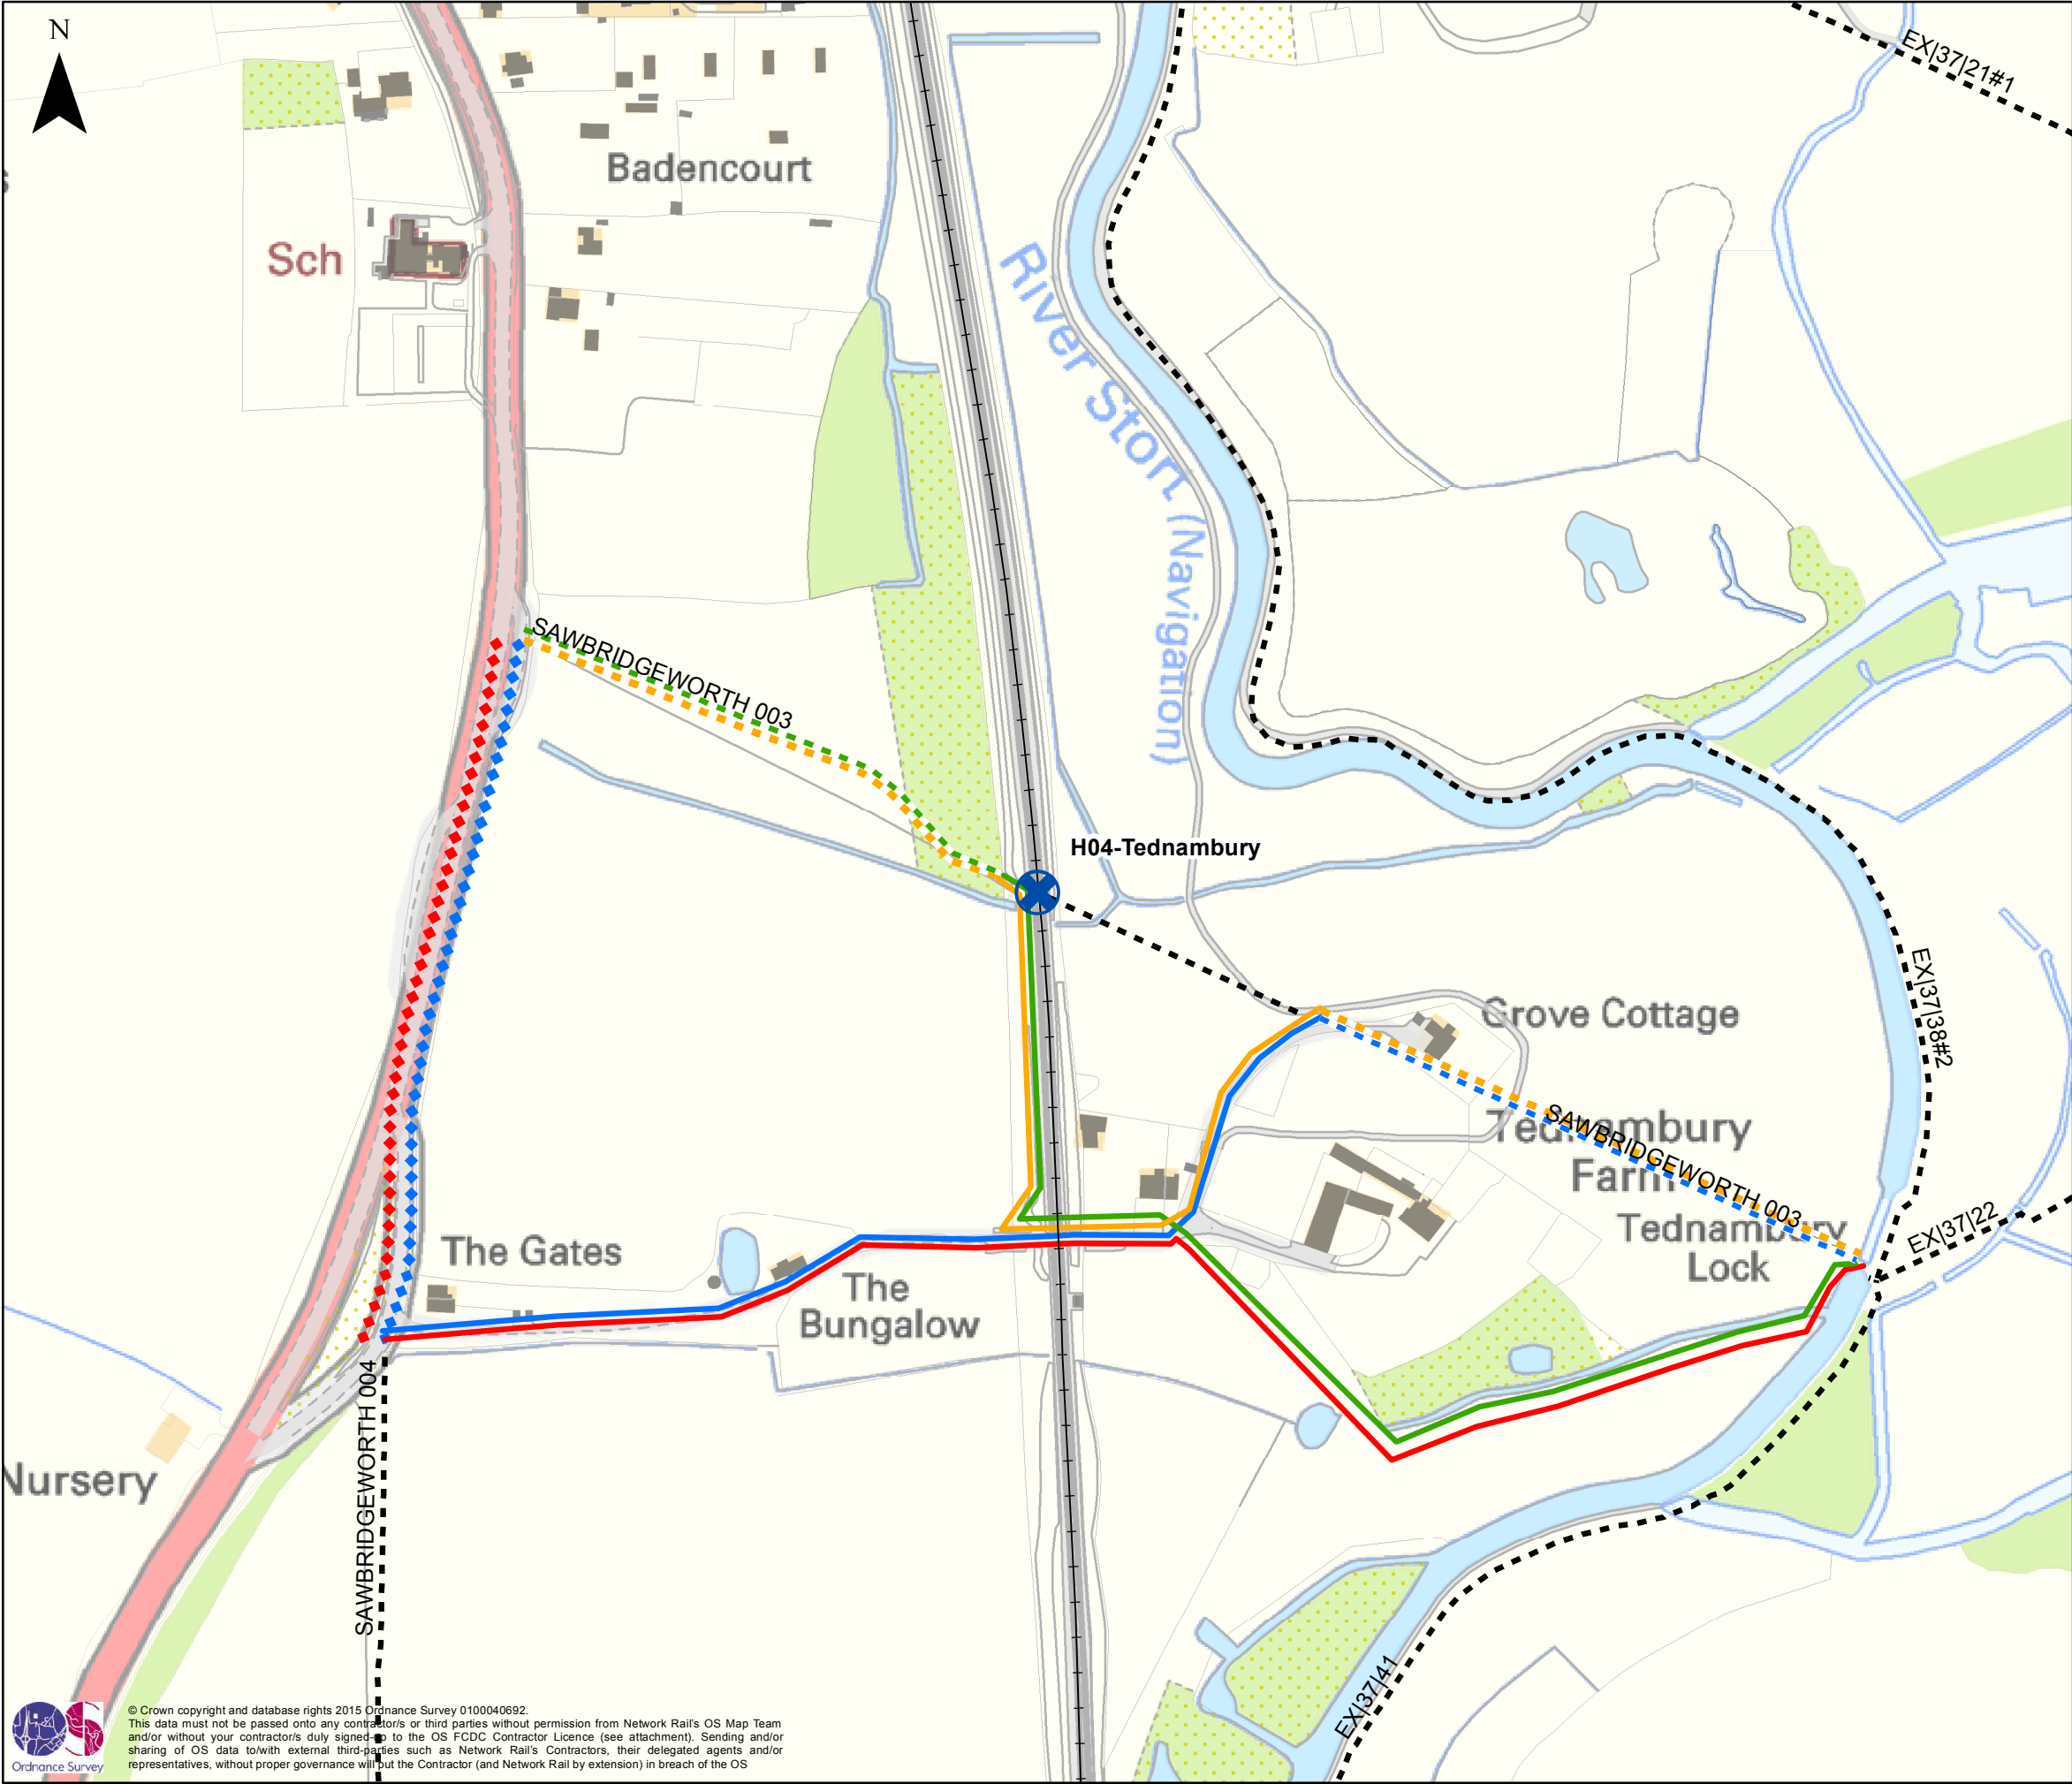 N
EX|37|21#1
Badencourt
Sch
River Stort (Navigation)
SAWBRIDGEWORTH 003
H04-Tednambury
EX|37|38#2
Grove Cottage
Tednambury
Farm
SAWBRIDGEWORTH 003
EX|37|22
Tednambury
Lock
The Gates
The
Bungalow
SAWBRIDGEWORTH 004
Nursery
EX|37|41
© Crown copyright and database rights 2015 Ordnance Survey 0100040692.
This data must not be passed onto any contractor/s or third parties without permission from Network Rail's OS Map Team
and/or without your contractor/s duly signed-up to the OS FCDC Contractor Licence (see attachment). Sending and/or
sharing of OS data to/with external third-parties such as Network Rail's Contractors, their delegated agents and/or
representatives, without proper governance will put the Contractor (and Network Rail by extension) in breach of the OS
Ordnance Survey